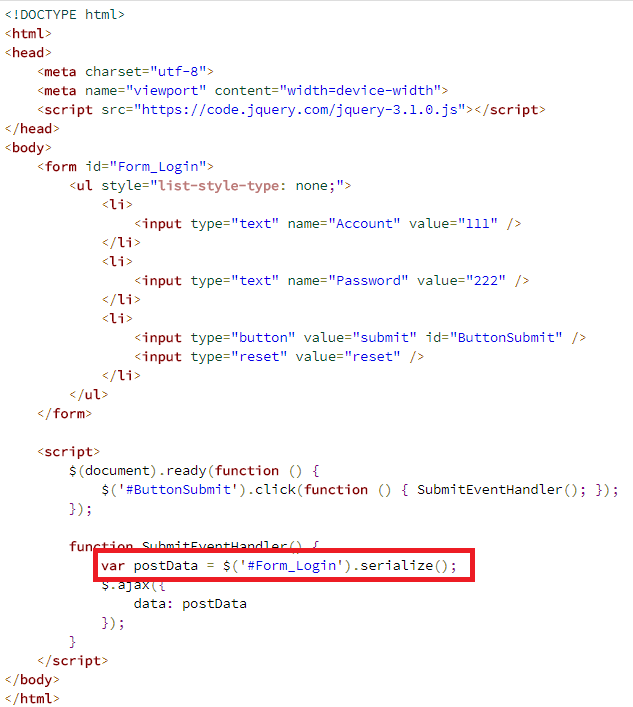 <!DOCTYPE html>
<html>
<head>
    <meta charset="utf-8">
    <meta name="viewport" content="width=device-width">
    <script src="https://code.jquery.com/jquery-3.1.0.js"></script>
</head>
<body>
    <form id="Form_Login">
        <ul style="list-style-type: none;">
            <li>
                <input type="text" name="Account" value="111" />
            </li>
            <li>
                <input type="text" name="Password" value="222" />
            </li>
            <li>
                <input type="button" value="submit" id="ButtonSubmit" />
                <input type="reset" value="reset" />
            </li>
        </ul>
    </form>

    <script>
        $(document).ready(function () {
            $('#ButtonSubmit').click(function () { SubmitEventHandler(); });
        });

        function SubmitEventHandler() {
            var postData = $('#Form_Login').serialize();
            $.ajax({
                data: postData
            });
        }
    </script>
</body>
</html>